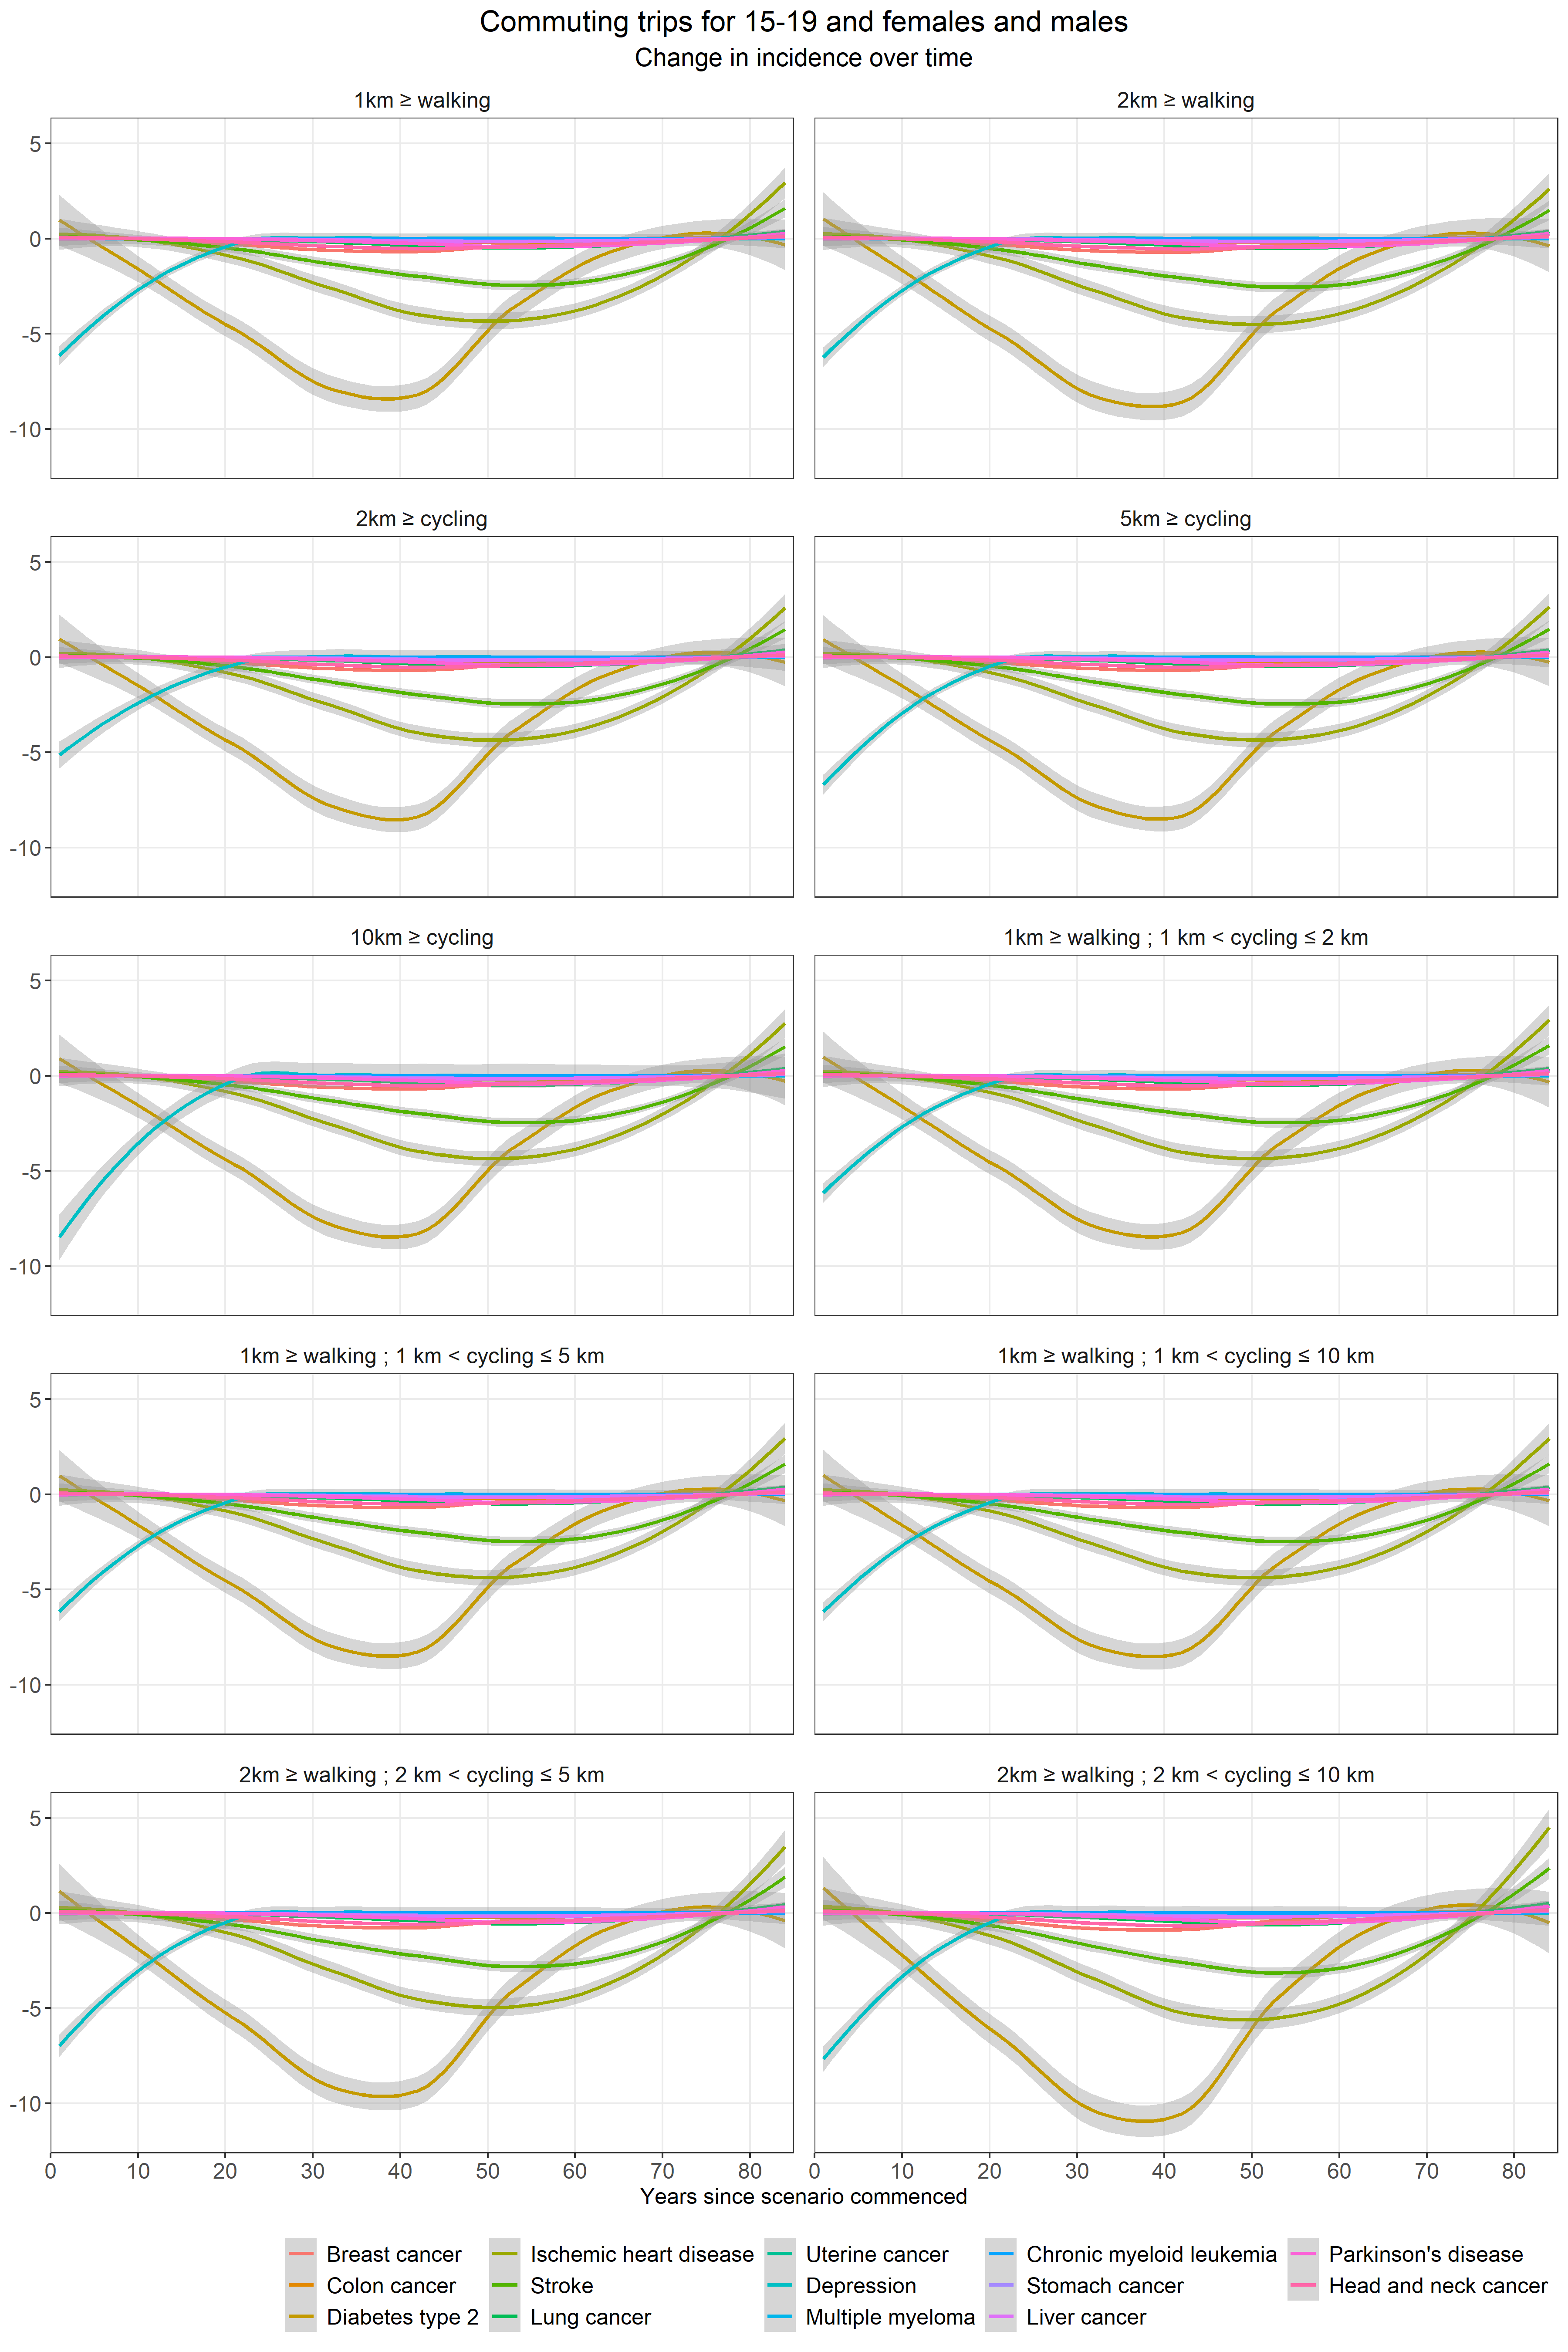 Commuting trips for 15-19 and females and males
Change in incidence over time
1km ≥ walking
2km ≥ walking
5
0
-5
-10
2km ≥ cycling
5km ≥ cycling
5
0
-5
-10
10km ≥ cycling
1km ≥ walking ; 1 km < cycling ≤ 2 km
5
0
-5
-10
1km ≥ walking ; 1 km < cycling ≤ 5 km
1km ≥ walking ; 1 km < cycling ≤ 10 km
5
0
-5
-10
2km ≥ walking ; 2 km < cycling ≤ 5 km
2km ≥ walking ; 2 km < cycling ≤ 10 km
5
0
-5
-10
0 10 20 30 40 50 60 70 80
0 10 20 30 40 50 60 70 80
Years since scenario commenced
Breast cancer Ischemic heart disease Uterine cancer Chronic myeloid leukemia Parkinson's disease
Colon cancer Stroke Depression Stomach cancer Head and neck cancer
Diabetes type 2 Lung cancer Multiple myeloma Liver cancer